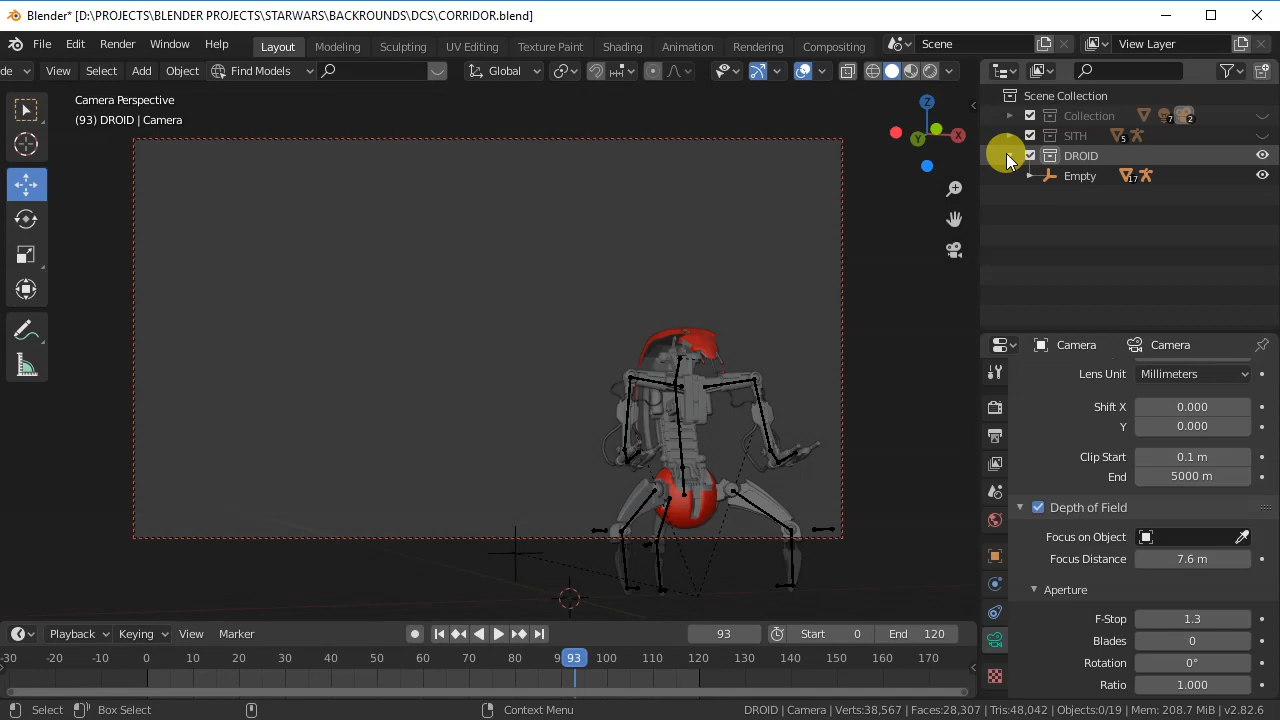 Blender* [D:\PROJECTS\BLENDER PROJECTS\STARWARS\BACKROUNDS\DCS\CORRIDOR.blend]
File Edit Render Window Help Layout Modeling Sculpting UV Editing Texture Paint Shading Animation Rendering Compositing Scene View Layer
de View Select Add Object Find Models Global
Camera Perspective
(93) DROID | Camera
Z
X
Y
Scene Collection
Collection 7 2
SITH 5
DROID
Empty 17
Camera Camera
Lens Unit Millimeters
Shift X 0.000
Y 0.000
Clip Start 0.1 m
End 5000 m
Depth of Field
Focus on Object
Focus Distance 7.6 m
Aperture
F-Stop 1.3
Blades 0
Rotation 0°
Ratio 1.000
Playback Keying View Marker 93 Start 0 End 120
-30 -20 -10 0 10 20 30 40 50 60 70 80 9 93 100 110 120 130 140 150 160 170
Select Box Select Context Menu DROID | Camera | Verts:38,567 | Faces:28,307 | Tris:48,042 | Objects:0/19 | Mem: 208.7 MiB | v2.82.6